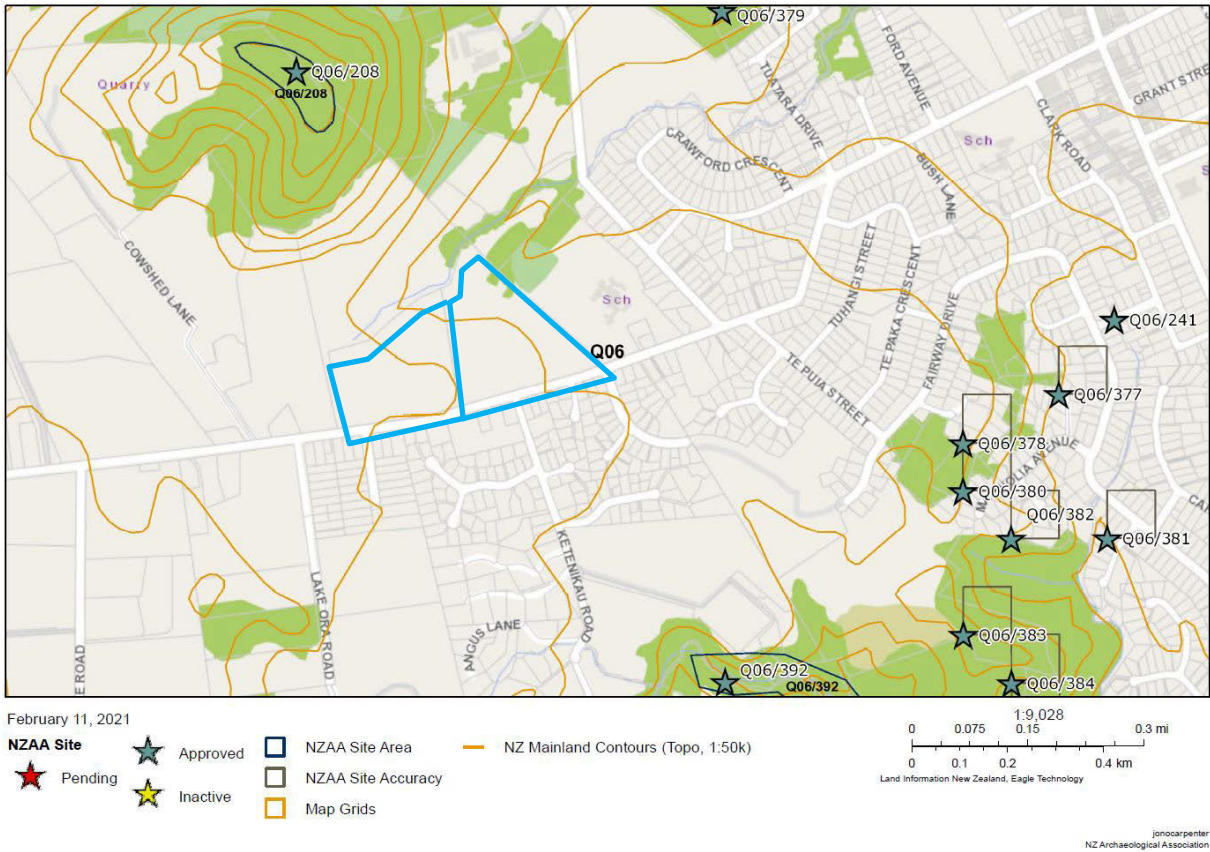 Q06/379
Q06/208
Q06/208
Quarry
TUATARA DRIVE
FORD AVENUE
GRANT STRE
CLARK ROAD
Sch
CRAWFORD CRESCENT
BUSH LANE
COWSHED LANE
Sch
TUHANGI STREET
TE PAKA CRESCENT
FAIRWAY DRIVE
Q06/241
Q06
TE PUIA STREET
Q06/377
Q06/378
MAGNOLIA AVENUE
Q06/380
Q06/382
Q06/381
KETENIKAU ROAD
LAKE ORA ROAD
ANGUS LANE
E ROAD
Q06/383
Q06/392
Q06/392
Q06/384
February 11, 2021
NZAA Site
Pending
Approved
Inactive
NZAA Site Area
NZAA Site Accuracy
Map Grids
NZ Mainland Contours (Topo, 1:50k)
1:9,028
0 0.075 0.15 0.3 mi
0 0.1 0.2 0.4 km
Land Information New Zealand, Eagle Technology
jonocarpenter
NZ Archaeological Association